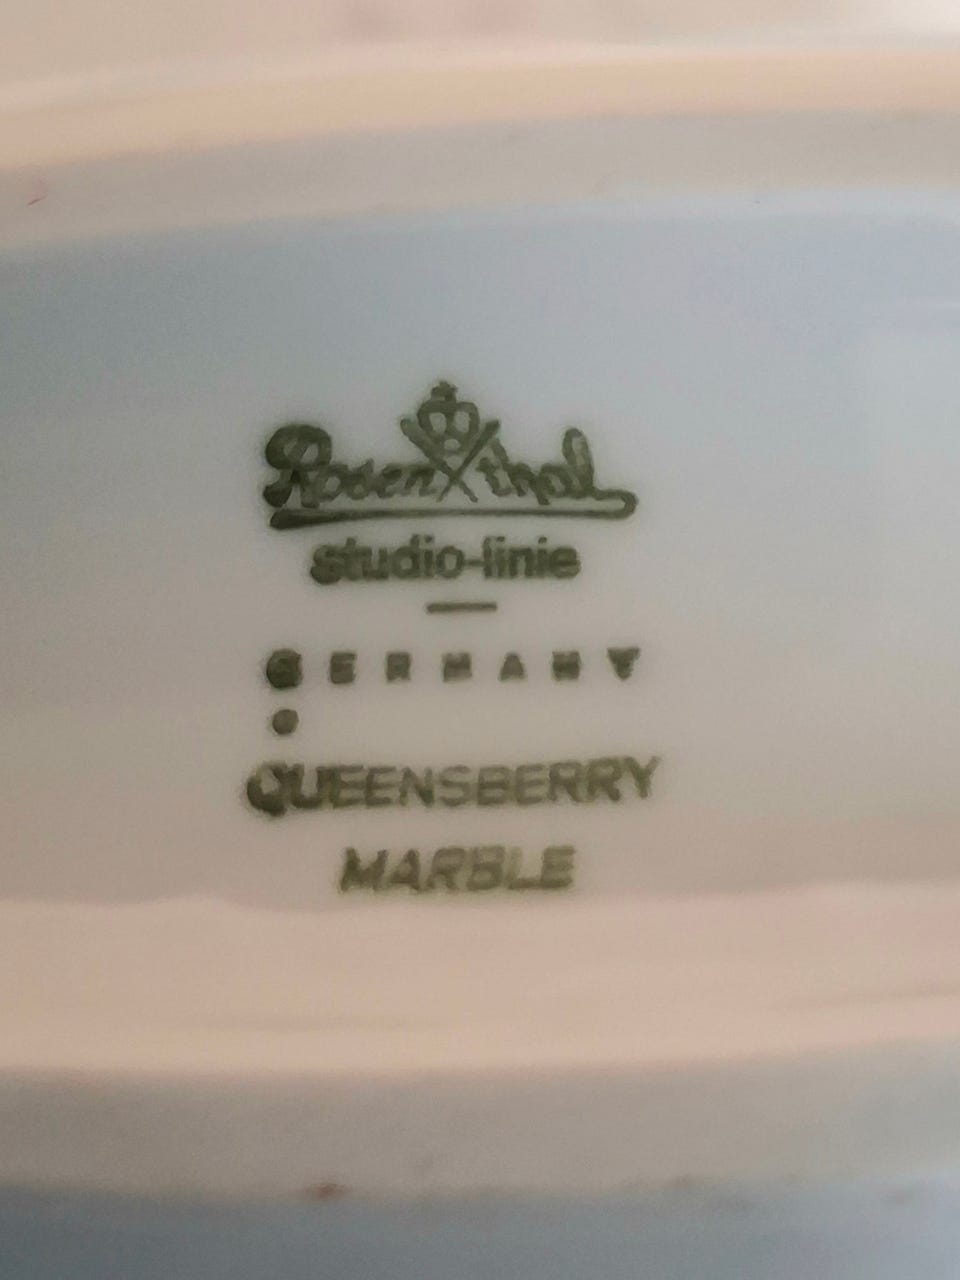 Rosenthal
studio-linie
GERMANY
QUEENSBERRY
MARBLE